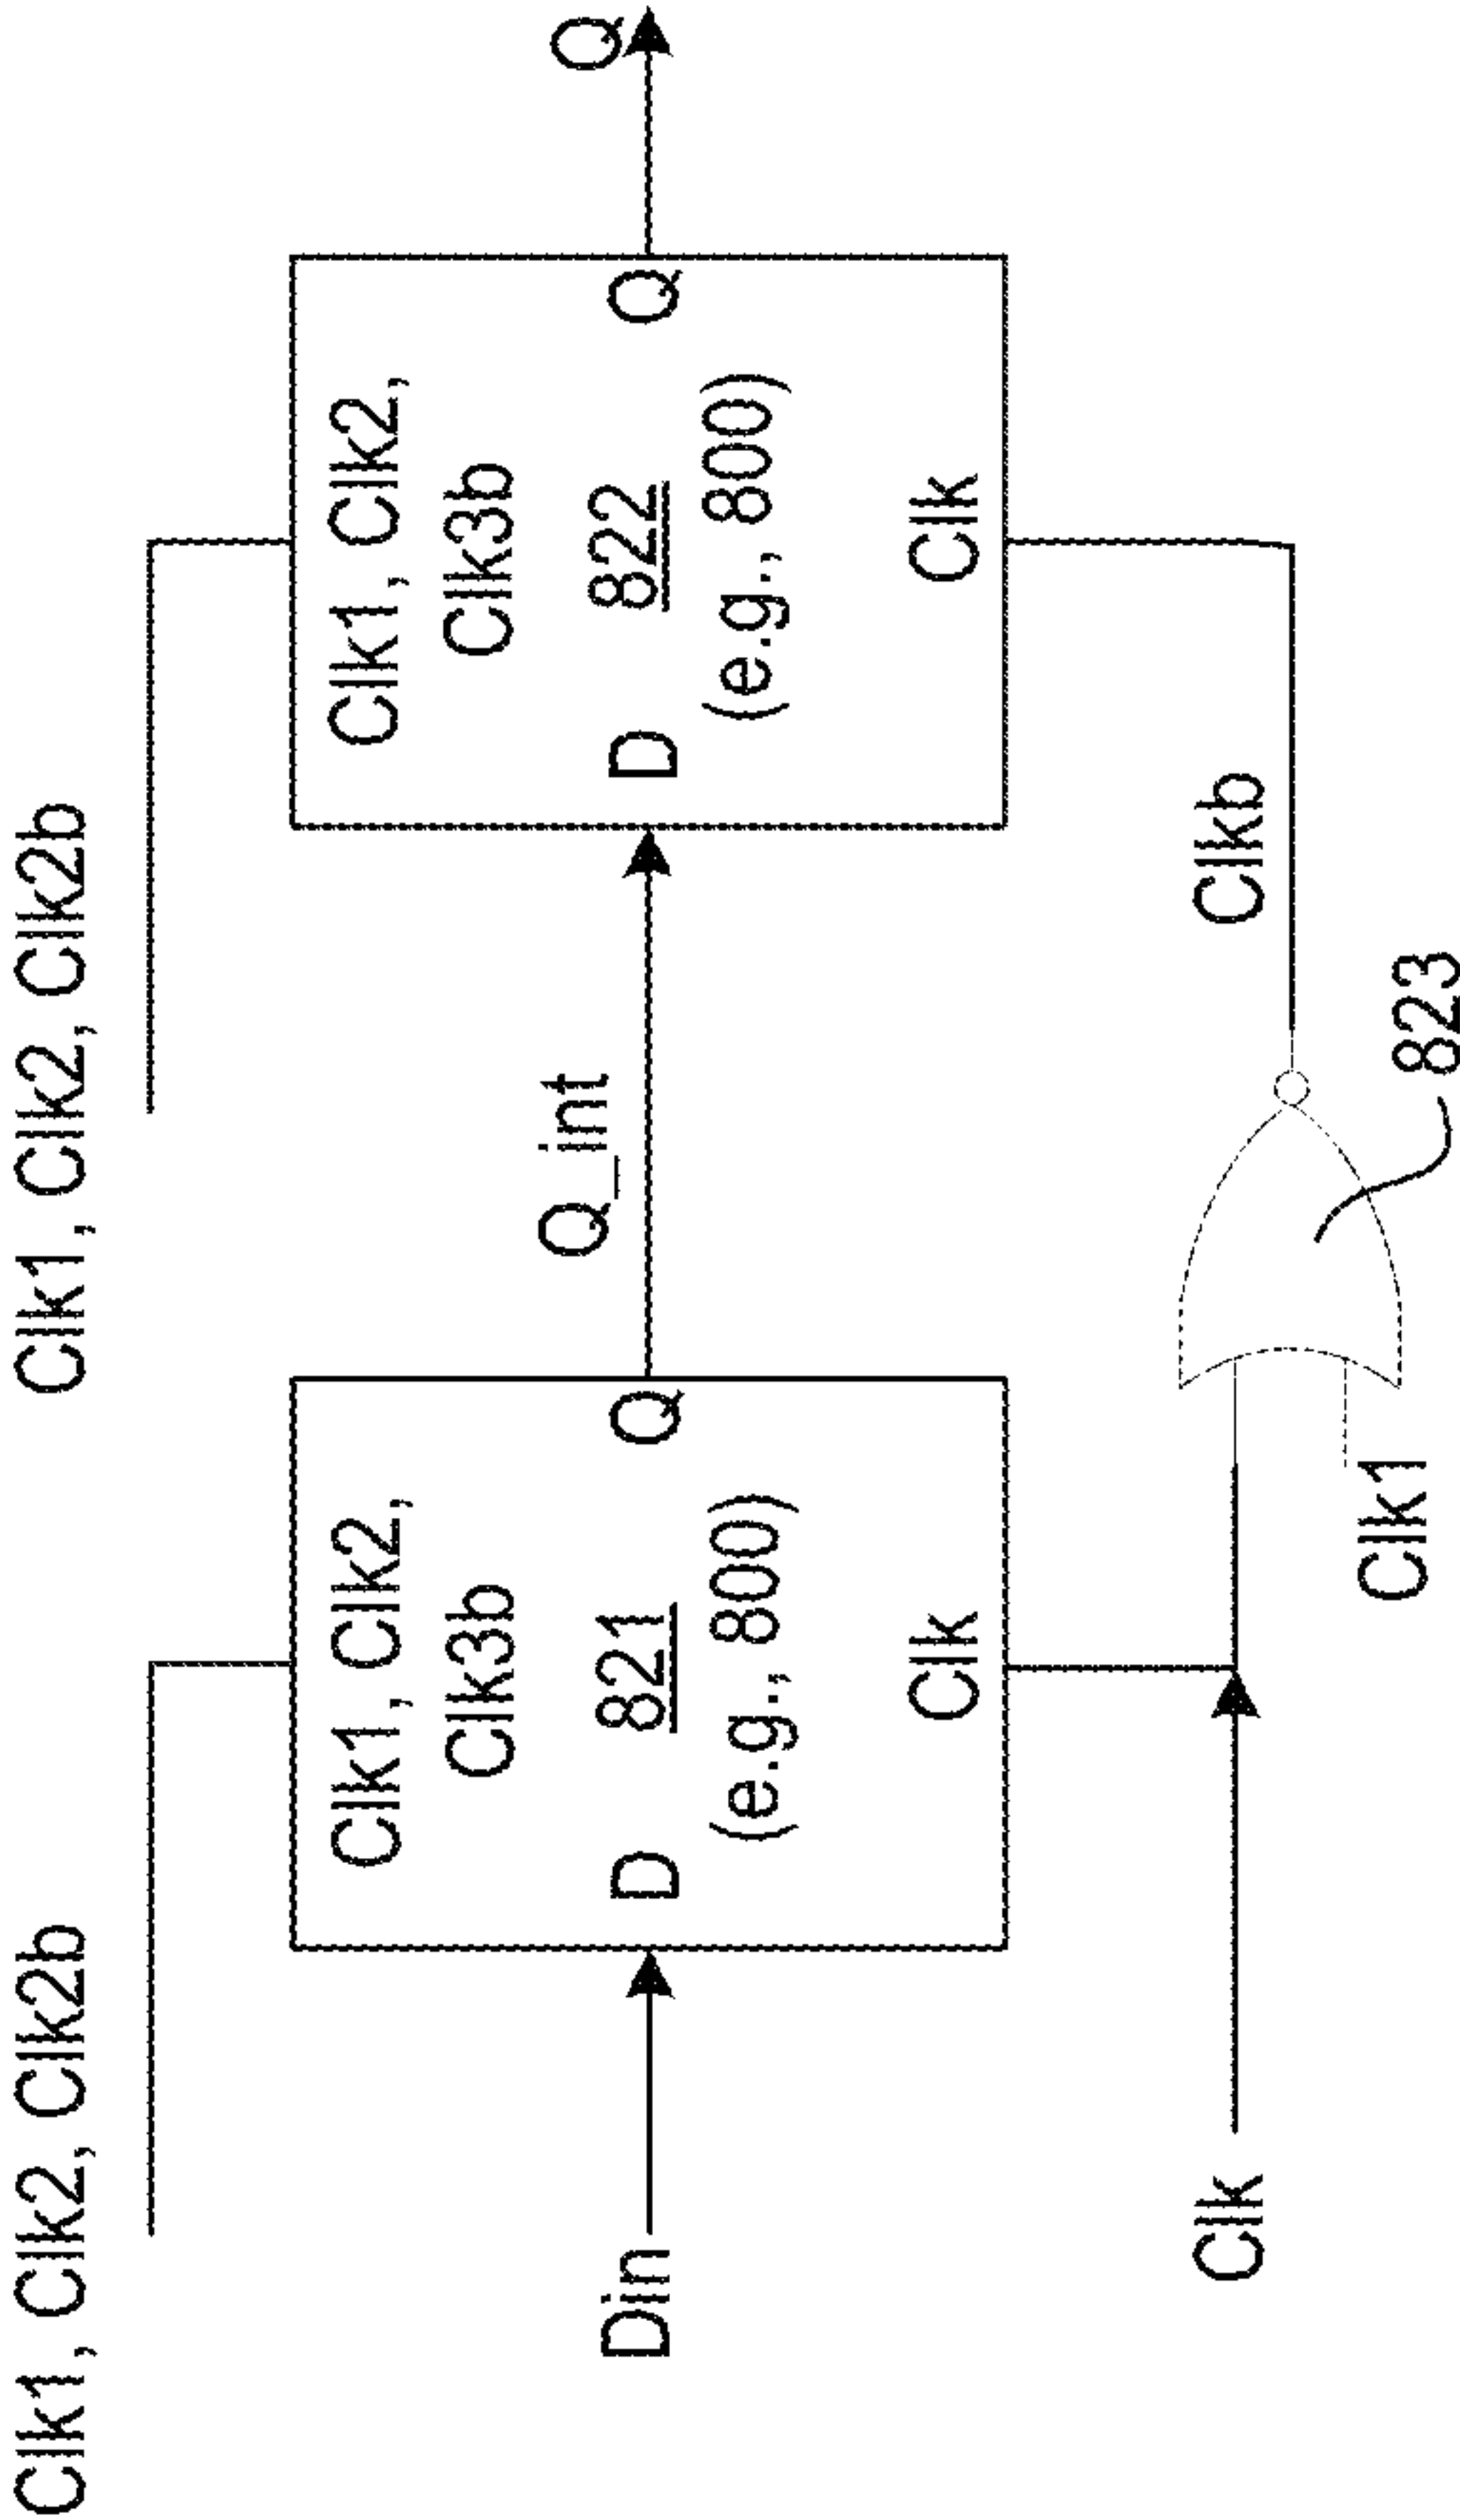 Clk1, Clk2, Clk2b
Clk1, Clk2, Clk2b
Clk1, Clk2,
Clk3b
Din
D
821
Q
(e.g., 800)
Clk
Q_int
Clk1, Clk2,
Clk3b
D
822
Q
(e.g., 800)
Clk
Q
Clk
Clk1
Clkb
823